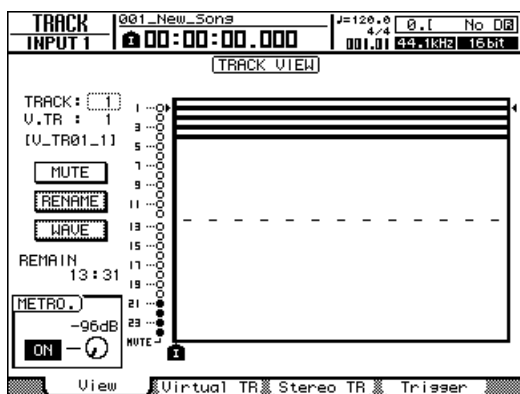 TRACK
INPUT 1
001_New_Song
I 00:00:00.000
♩=120.0
4/4
001.01
0.[ No D
44.1kHz 16bit
TRACK VIEW
TRACK: 1
V.TR : 1
[V_TR01_1]
MUTE
RENAME
WAVE
REMAIN
13:31
METRO.
-96dB
ON
1
3
5
7
9
11
13
15
17
19
21
23
MUTE
I
View
Virtual TR
Stereo TR
Trigger